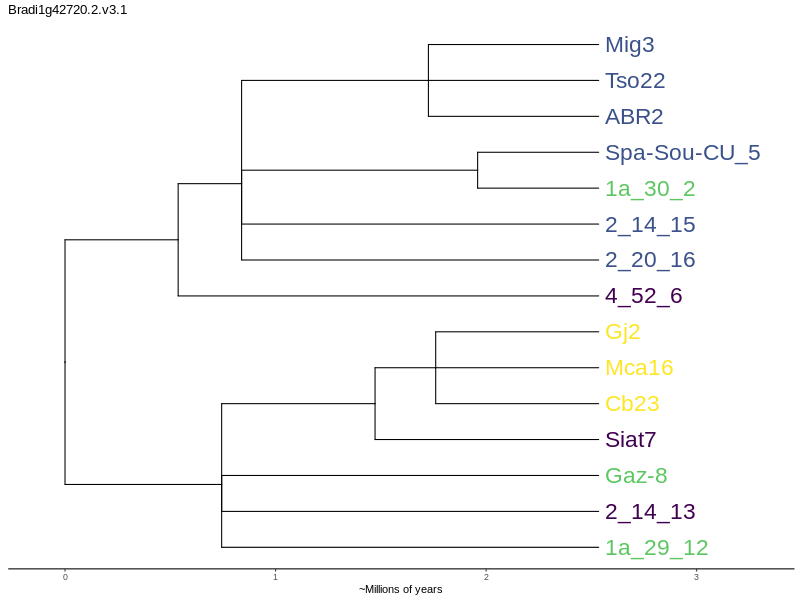 Bradi1g42720.2.v3.1
Mig3
Tso22
ABR2
Spa-Sou-CU_5
1a_30_2
2_14_15
2_20_16
4_52_6
Gj2
Mca16
Cb23
Siat7
Gaz-8
2_14_13
1a_29_12
0 1 2 3
~Millions of years